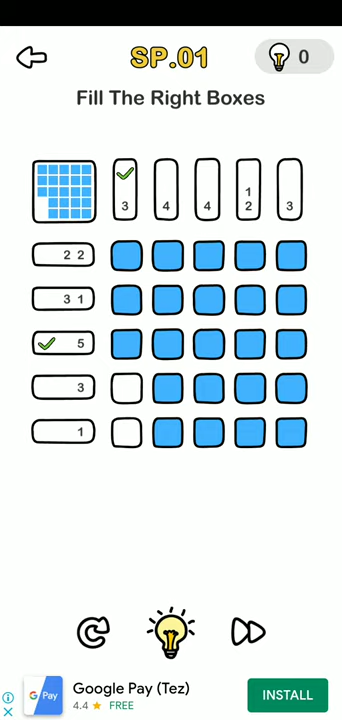 SP.01
0
Fill The Right Boxes
3 4 4 1 2 3
2 2
3 1
5
3
1
G Pay
Google Pay (Tez)
4.4 ★ FREE
INSTALL